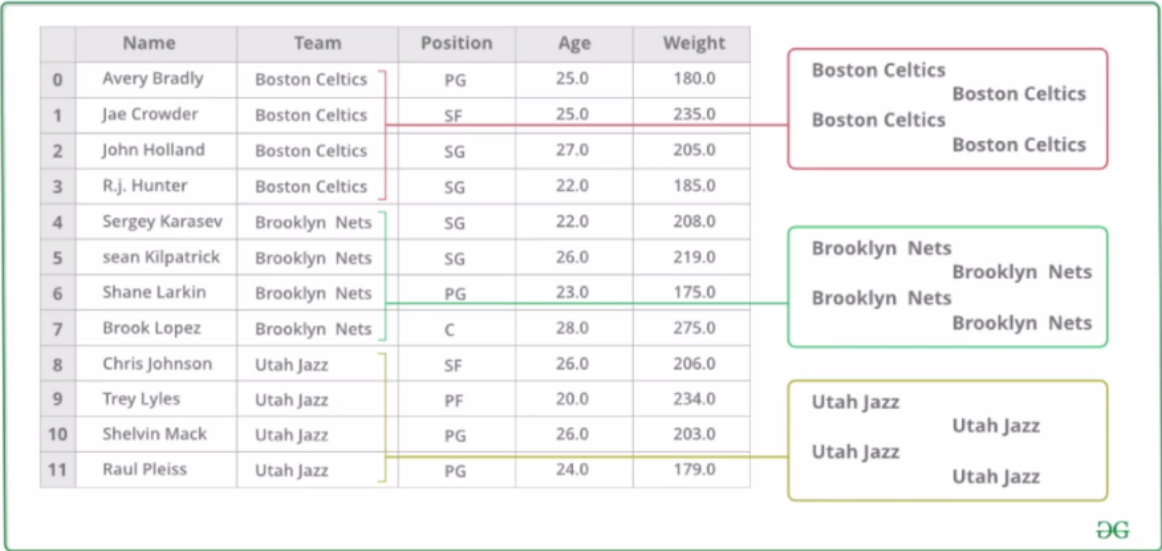 Name Team Position Age Weight
0 Avery Bradly Boston Celtics PG 25.0 180.0
1 Jae Crowder Boston Celtics SF 25.0 235.0
2 John Holland Boston Celtics SG 27.0 205.0
3 R.j. Hunter Boston Celtics SG 22.0 185.0
4 Sergey Karasev Brooklyn Nets SG 22.0 208.0
5 sean Kilpatrick Brooklyn Nets SG 26.0 219.0
6 Shane Larkin Brooklyn Nets PG 23.0 175.0
7 Brook Lopez Brooklyn Nets C 28.0 275.0
8 Chris Johnson Utah Jazz SF 26.0 206.0
9 Trey Lyles Utah Jazz PF 20.0 234.0
10 Shelvin Mack Utah Jazz PG 26.0 203.0
11 Raul Pleiss Utah Jazz PG 24.0 179.0
Boston Celtics
Boston Celtics
Boston Celtics
Boston Celtics
Brooklyn Nets
Brooklyn Nets
Brooklyn Nets
Brooklyn Nets
Utah Jazz
Utah Jazz
Utah Jazz
Utah Jazz